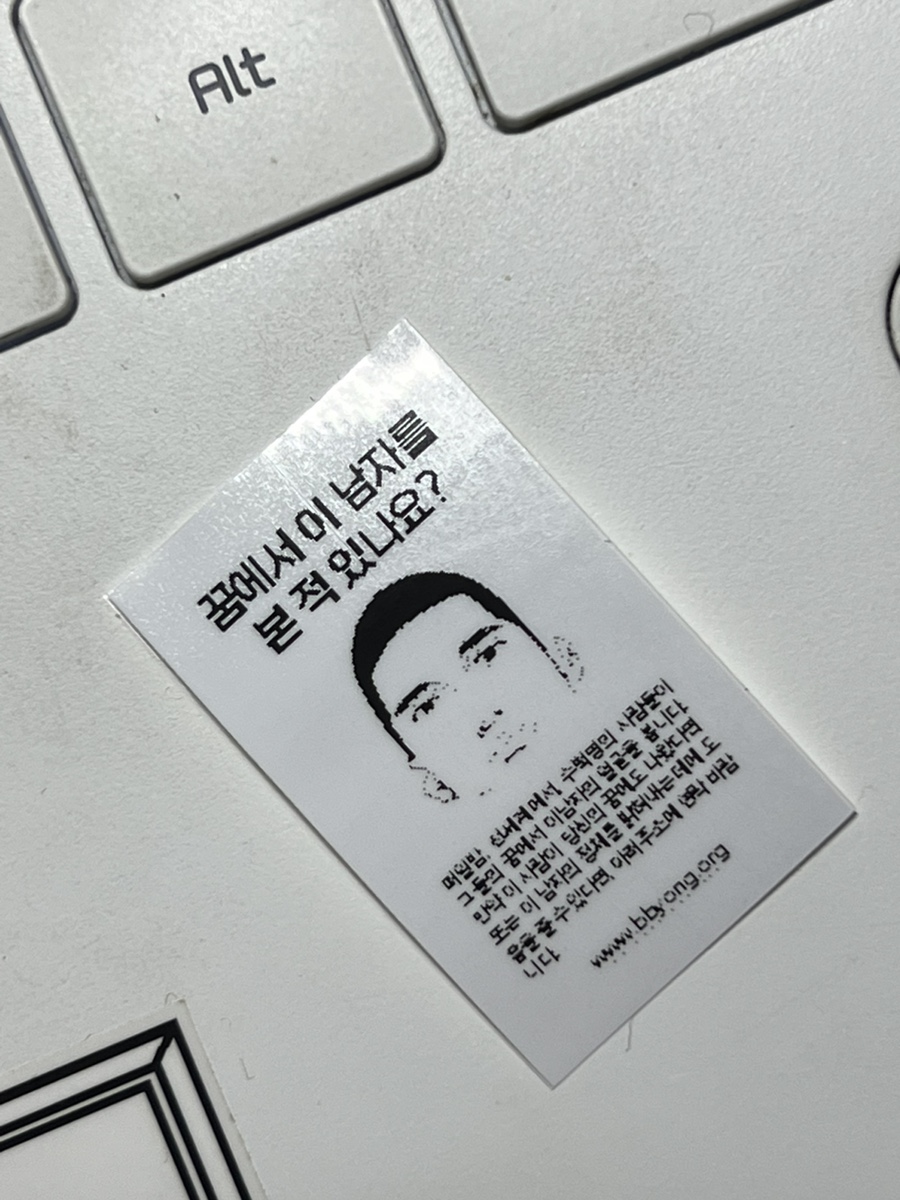 Alt
꿈에서 이 남자를
본 적 있나요?
매일밤, 전세계에서 수백명의 사람들이
그들의 꿈에서 이남자의 얼굴을 봅니다.
만약 이 사람이 당신의 꿈에도 나왔다면
또는 이 남자의 정체를 밝혀내는데에 도
움을 줄 수 있다면, 아래 주소에 연락 바랍
니다
www.bbyong.org